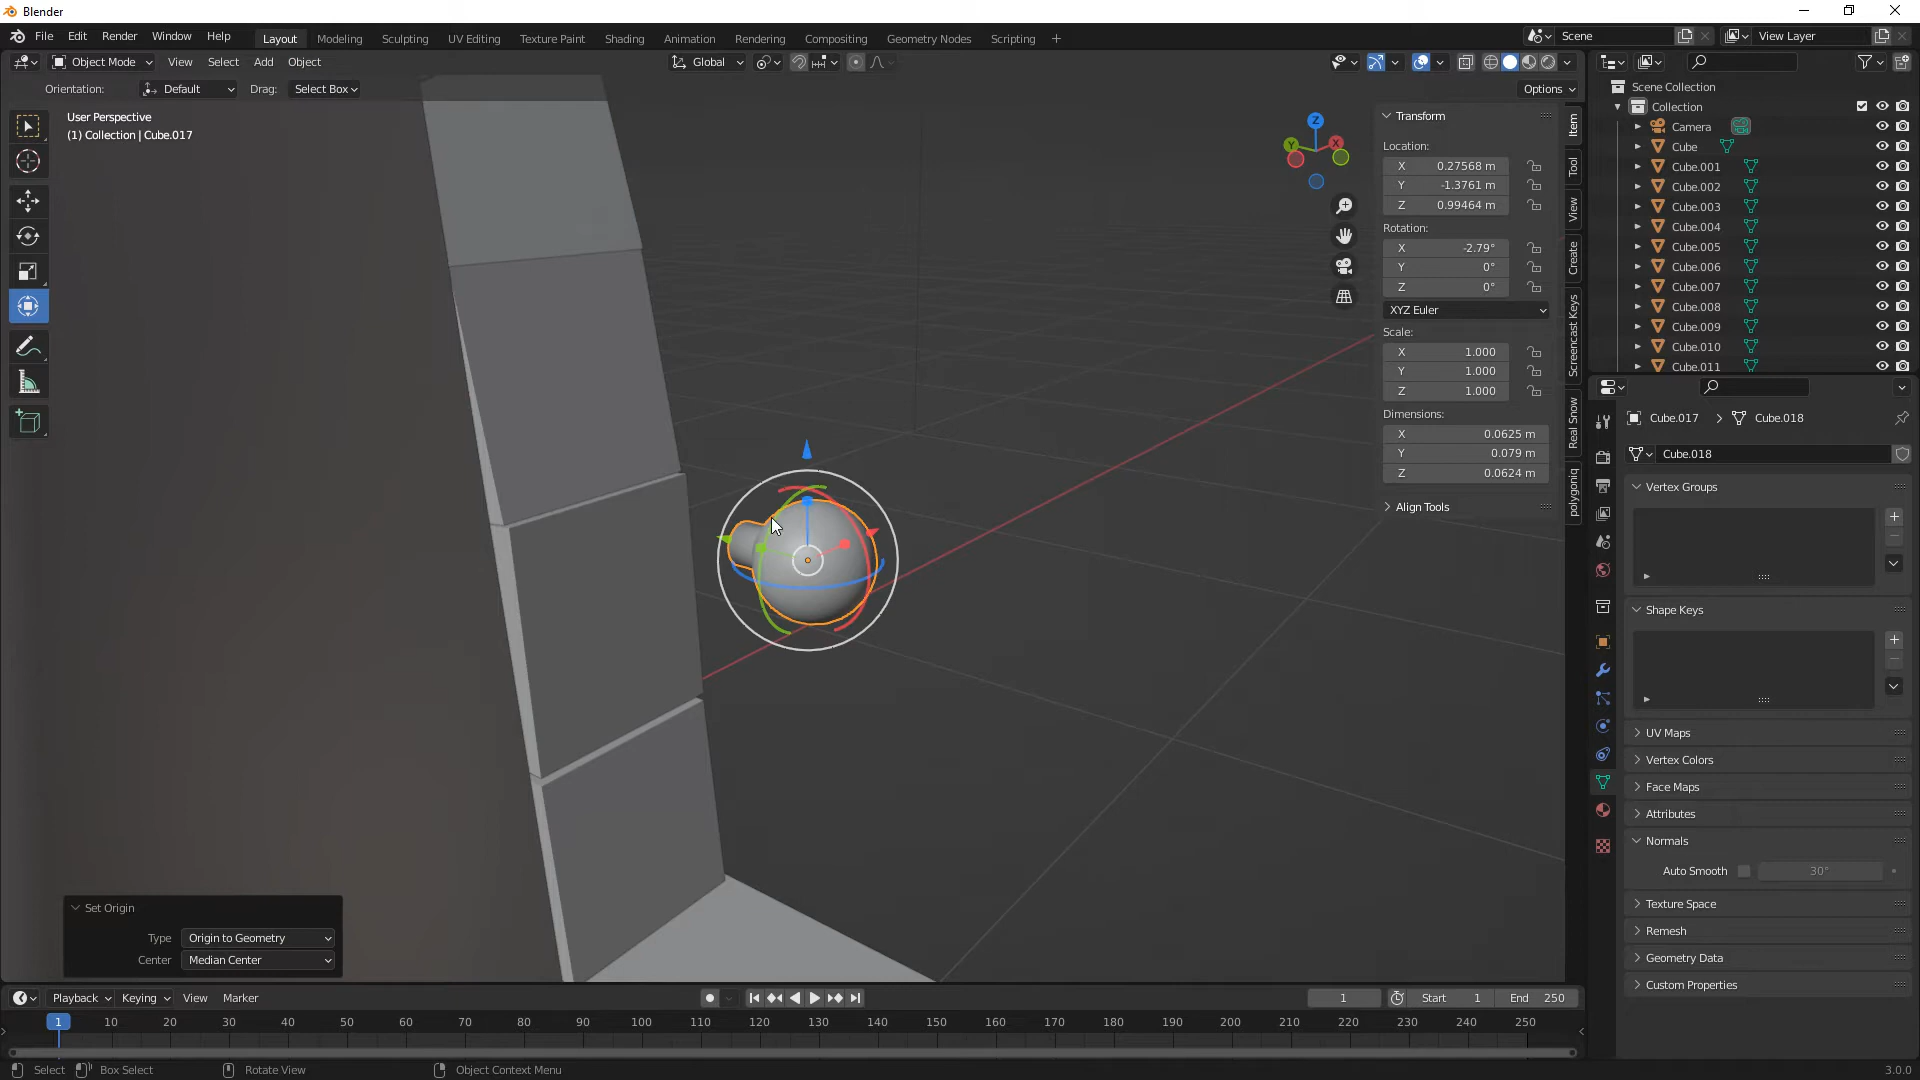 Blender
File Edit Render Window Help
Layout Modeling Sculpting UV Editing Texture Paint Shading Animation Rendering Compositing Geometry Nodes Scripting +
Scene
View Layer
Object Mode View Select Add Object
Global
Orientation: Default Drag: Select Box
Options
User Perspective
(1) Collection | Cube.017
Z
Y
X
Transform
Location:
X 0.27568 m
Y -1.3761 m
Z 0.99464 m
Rotation:
X -2.79°
Y 0°
Z 0°
XYZ Euler
Scale:
X 1.000
Y 1.000
Z 1.000
Dimensions:
X 0.0625 m
Y 0.079 m
Z 0.0624 m
Align Tools
Item
Tool
View
Create
Screencast Keys
Real Snow
polygoniq
Scene Collection
Collection
Camera
Cube
Cube.001
Cube.002
Cube.003
Cube.004
Cube.005
Cube.006
Cube.007
Cube.008
Cube.009
Cube.010
Cube.011
Cube.017 > Cube.018
Cube.018
Vertex Groups
Shape Keys
UV Maps
Vertex Colors
Face Maps
Attributes
Normals
Auto Smooth 30°
Texture Space
Remesh
Geometry Data
Custom Properties
Set Origin
Type Origin to Geometry
Center Median Center
Playback Keying View Marker
1 Start 1 End 250
1 10 20 30 40 50 60 70 80 90 100 110 120 130 140 150 160 170 180 190 200 210 220 230 240 250
Select Box Select Rotate View Object Context Menu
3.0.0